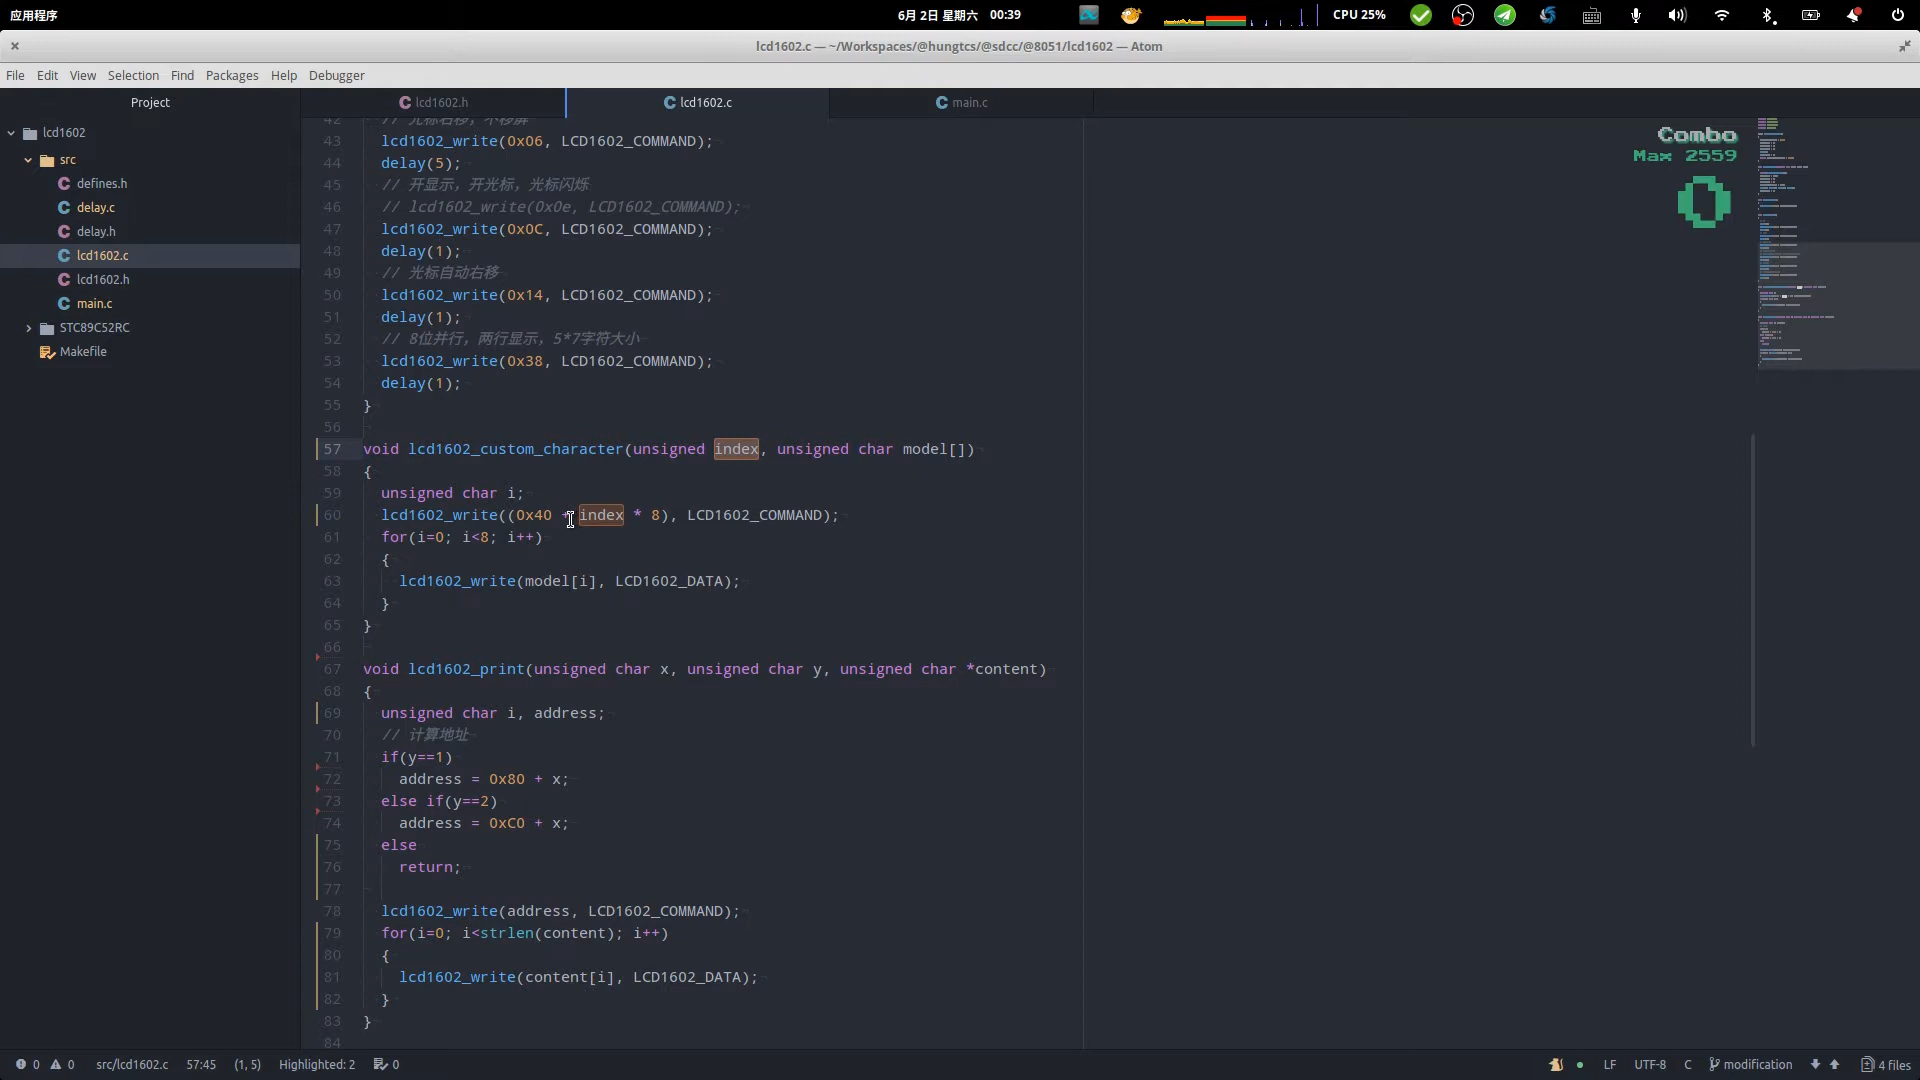 应用程序
6月 2日 星期六 00:39
CPU 25%
lcd1602.c — ~/Workspaces/@hungtcs/@sdcc/@8051/lcd1602 — Atom
File Edit View Selection Find Packages Help Debugger
Project
lcd1602
src
defines.h
delay.c
delay.h
lcd1602.c
lcd1602.h
main.c
STC89C52RC
Makefile
lcd1602.h lcd1602.c main.c
42 // 光标右移，不移屏
43 lcd1602_write(0x06, LCD1602_COMMAND);
44 delay(5);
45 // 开显示，开光标，光标闪烁
46 // lcd1602_write(0x0e, LCD1602_COMMAND);
47 lcd1602_write(0x0C, LCD1602_COMMAND);
48 delay(1);
49 // 光标自动右移
50 lcd1602_write(0x14, LCD1602_COMMAND);
51 delay(1);
52 // 8位并行，两行显示，5*7字符大小
53 lcd1602_write(0x38, LCD1602_COMMAND);
54 delay(1);
55 }
56
57 void lcd1602_custom_character(unsigned index, unsigned char model[])
58 {
59 unsigned char i;
60 lcd1602_write((0x40 + index * 8), LCD1602_COMMAND);
61 for(i=0; i<8; i++)
62 {
63 lcd1602_write(model[i], LCD1602_DATA);
64 }
65 }
66
67 void lcd1602_print(unsigned char x, unsigned char y, unsigned char *content)
68 {
69 unsigned char i, address;
70 // 计算地址
71 if(y==1)
72 address = 0x80 + x;
73 else if(y==2)
74 address = 0xC0 + x;
75 else
76 return;
77
78 lcd1602_write(address, LCD1602_COMMAND);
79 for(i=0; i<strlen(content); i++)
80 {
81 lcd1602_write(content[i], LCD1602_DATA);
82 }
83 }
84
Combo
Max 2559
0
0 0 src/lcd1602.c 57:45 (1, 5) Highlighted: 2 0
LF UTF-8 C modification 4 files